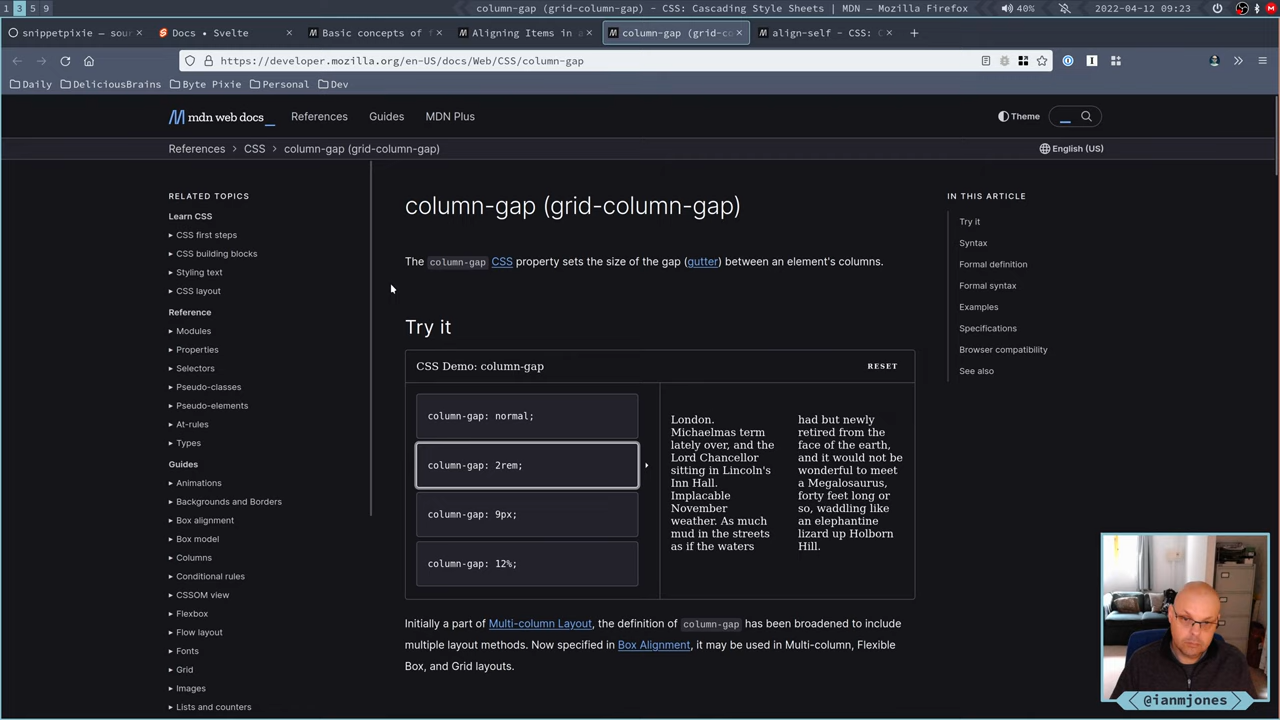 1 3 5 9
column-gap (grid-column-gap) - CSS: Cascading Style Sheets | MDN — Mozilla Firefox
40%
2022-04-12 09:23
snippetpixie — sour
Docs • Svelte
Basic concepts of f
Aligning Items in a
column-gap (grid-c
align-self - CSS: C
https://developer.mozilla.org/en-US/docs/Web/CSS/column-gap
Daily
DeliciousBrains
Byte Pixie
Personal
Dev
mdn web docs_
References
Guides
MDN Plus
Theme
References
CSS
column-gap (grid-column-gap)
English (US)
RELATED TOPICS
Learn CSS
CSS first steps
CSS building blocks
Styling text
CSS layout
Reference
Modules
Properties
Selectors
Pseudo-classes
Pseudo-elements
At-rules
Types
Guides
Animations
Backgrounds and Borders
Box alignment
Box model
Columns
Conditional rules
CSSOM view
Flexbox
Flow layout
Fonts
Grid
Images
Lists and counters
column-gap (grid-column-gap)
The column-gap CSS property sets the size of the gap (gutter) between an element's columns.
Try it
CSS Demo: column-gap
RESET
column-gap: normal;
column-gap: 2rem;
column-gap: 9px;
column-gap: 12%;
London.
Michaelmas term
lately over, and the
Lord Chancellor
sitting in Lincoln's
Inn Hall.
Implacable
November
weather. As much
mud in the streets
as if the waters
had but newly
retired from the
face of the earth,
and it would not be
wonderful to meet
a Megalosaurus,
forty feet long or
so, waddling like
an elephantine
lizard up Holborn
Hill.
Initially a part of Multi-column Layout, the definition of column-gap has been broadened to include
multiple layout methods. Now specified in Box Alignment, it may be used in Multi-column, Flexible
Box, and Grid layouts.
IN THIS ARTICLE
Try it
Syntax
Formal definition
Formal syntax
Examples
Specifications
Browser compatibility
See also
@ianmjones